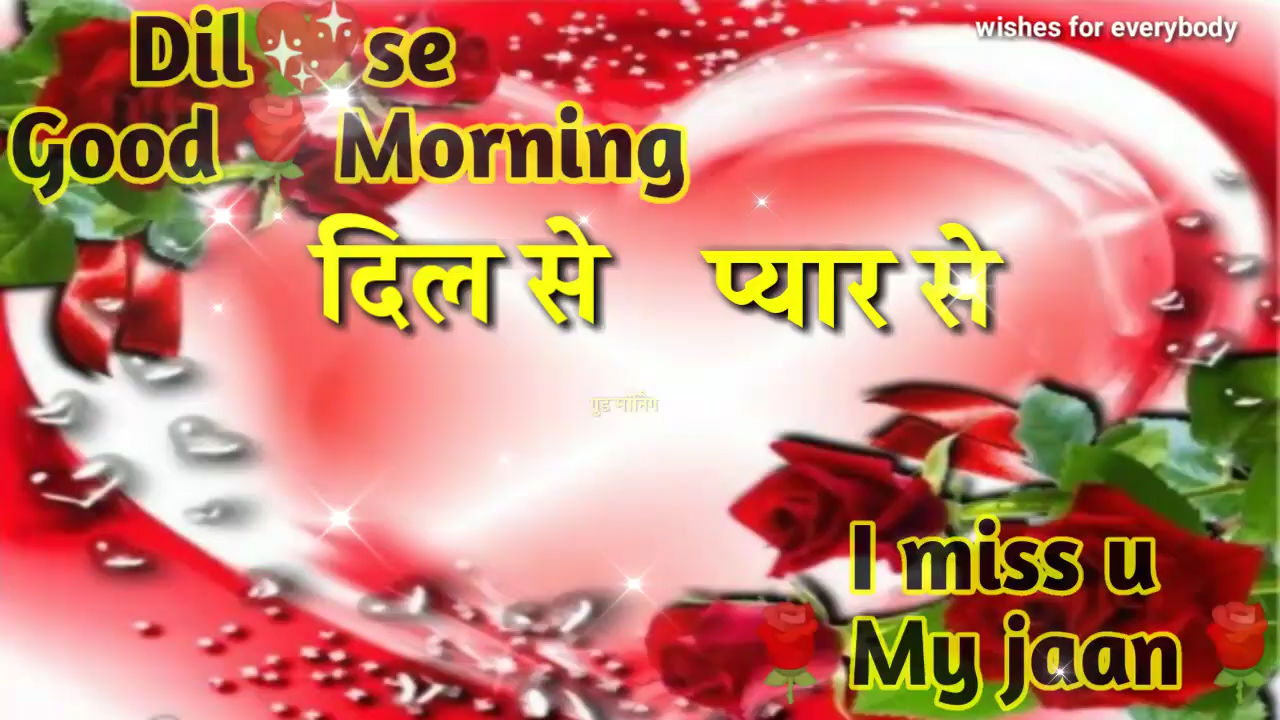 wishes for everybody
Dil💖se
Good🌹Morning
दिल से प्यार से
गुड मॉर्निंग
I miss u
🌹My jaan🌹